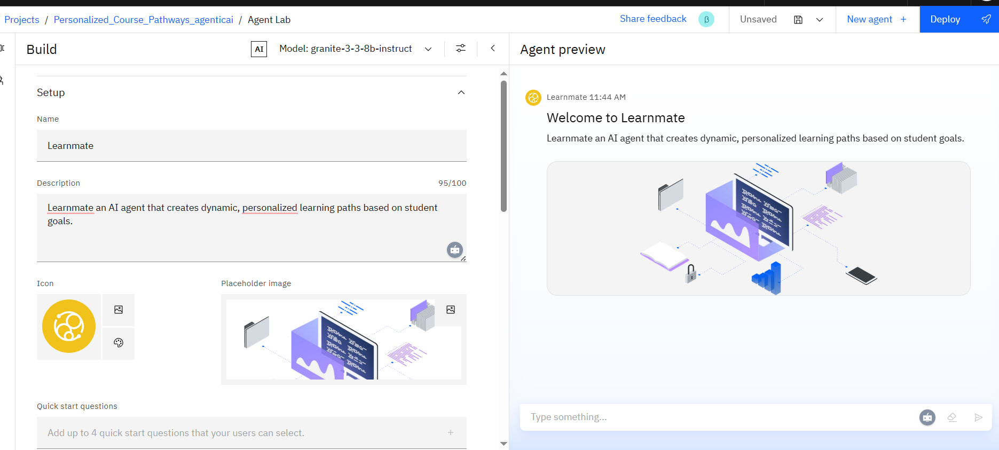 Projects / Personalized_Course_Pathways_agenticai / Agent Lab
Share feedback β Unsaved New agent + Deploy
Build
AI Model: granite-3-3-8b-instruct
Agent preview
Setup
Name
Learnmate
Description 95/100
Learnmate an AI agent that creates dynamic, personalized learning paths based on student
goals.
Icon
Placeholder image
Quick start questions
Add up to 4 quick start questions that your users can select. +
Learnmate 11:44 AM
Welcome to Learnmate
Learnmate an AI agent that creates dynamic, personalized learning paths based on student goals.
Type something...